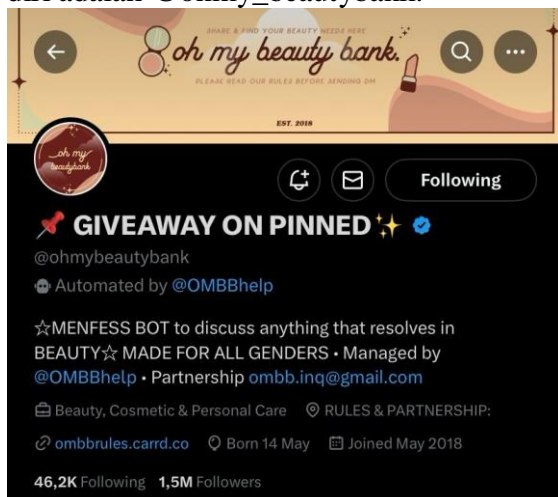 SHARE & FIND YOUR BEAUTY NEEDS HERE
oh my beauty bank.
PLEASE READ OUR RULES BEFORE SENDING DM
EST. 2018
oh my
beautybank
Following
GIVEAWAY ON PINNED
@ohmybeautybank
Automated by @OMBBhelp
☆MENFESS BOT to discuss anything that resolves in
BEAUTY☆ MADE FOR ALL GENDERS • Managed by
@OMBBhelp • Partnership ombb.inq@gmail.com
Beauty, Cosmetic & Personal Care RULES & PARTNERSHIP:
ombbrules.carrd.co Born 14 May Joined May 2018
46,2K Following 1,5M Followers